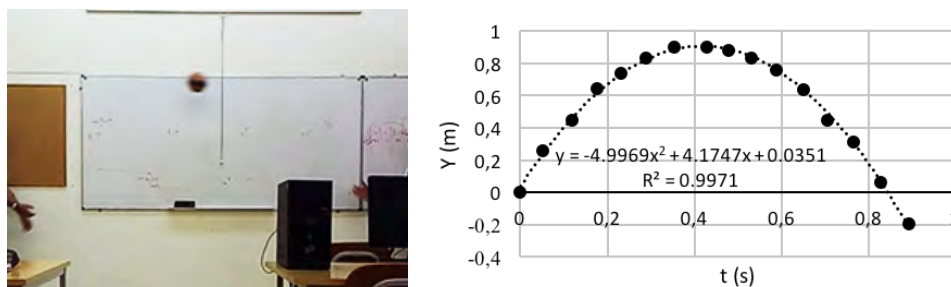 1
0,8
0,6
0,4
0,2
0
-0,2
-0,4
Y (m)
y = -4.9969x² + 4.1747x + 0.0351
R² = 0.9971
0 0,2 0,4 0,6 0,8
t (s)